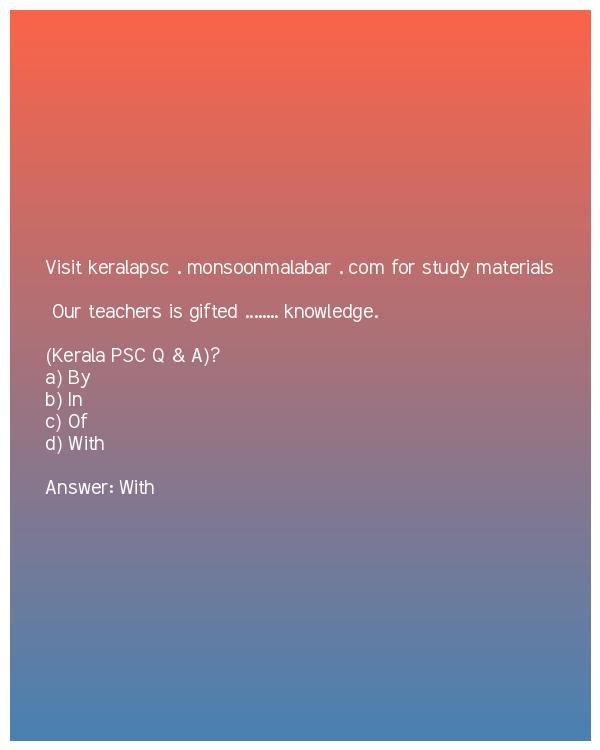 Visit keralapsc . monsoonmalabar . com for study materials
Our teachers is gifted ........ knowledge.
(Kerala PSC Q & A)?
a) By
b) In
c) Of
d) With
Answer: With